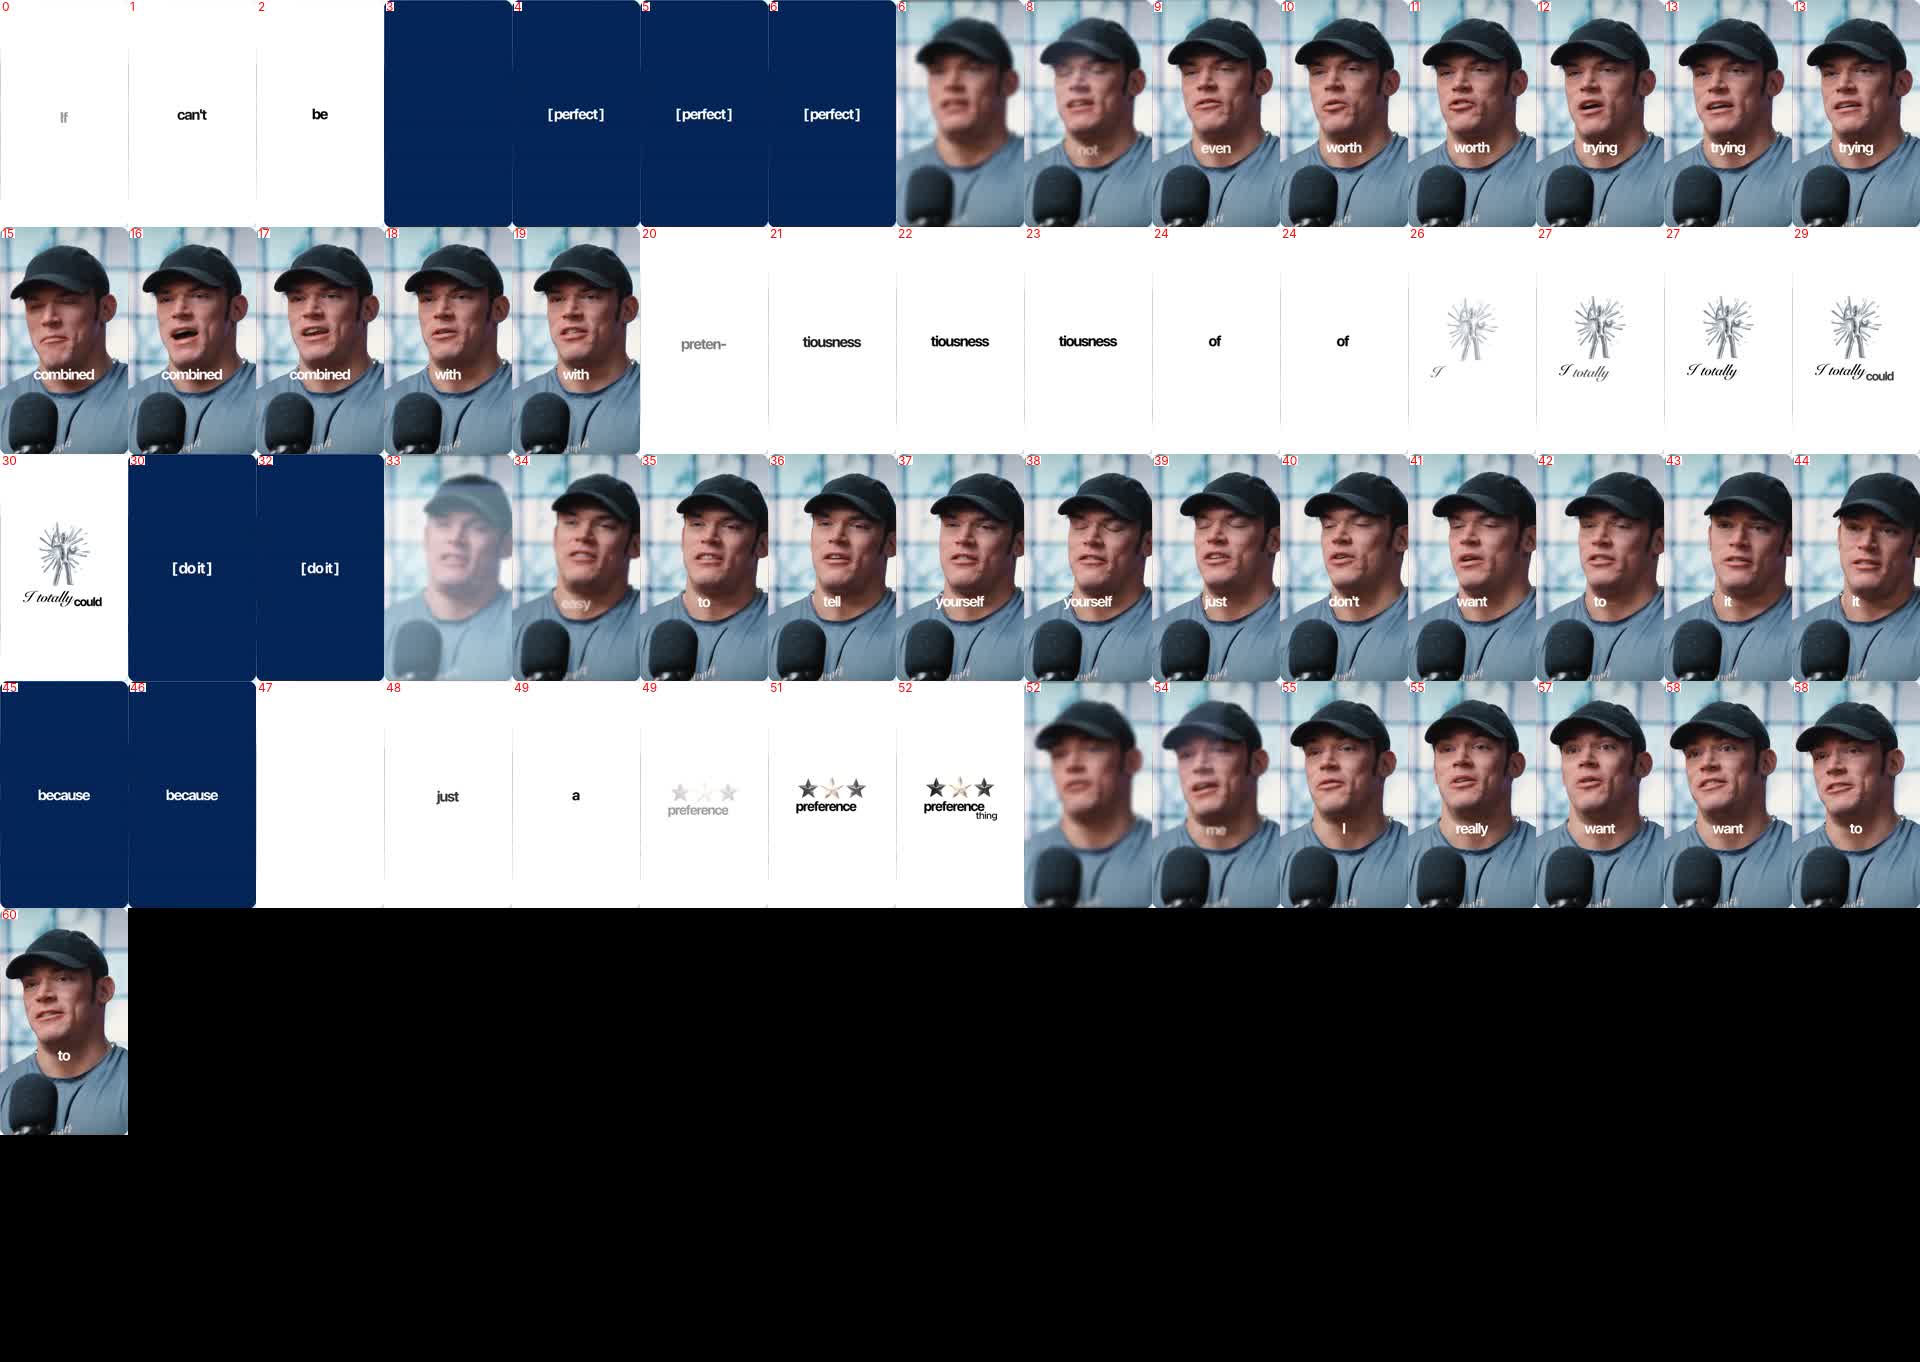 0 1 2 3 4 5 6 6 8 9 10 11 12 13 13
If can't be [perfect] [perfect] [perfect] not even worth worth trying trying trying
15 16 17 18 19 20 21 22 23 24 24 26 27 27 29
combined combined combined with with preten- tiousness tiousness tiousness of of I I totally I totally I totally could
30 30 32 33 34 35 36 37 38 39 40 41 42 43 44
I totally could [do it] [do it] easy to tell yourself yourself just don't want to it it
45 46 47 48 49 49 51 52 52 54 55 55 57 58 58
because because just a preference preference preference thing me I really want want to
60
to